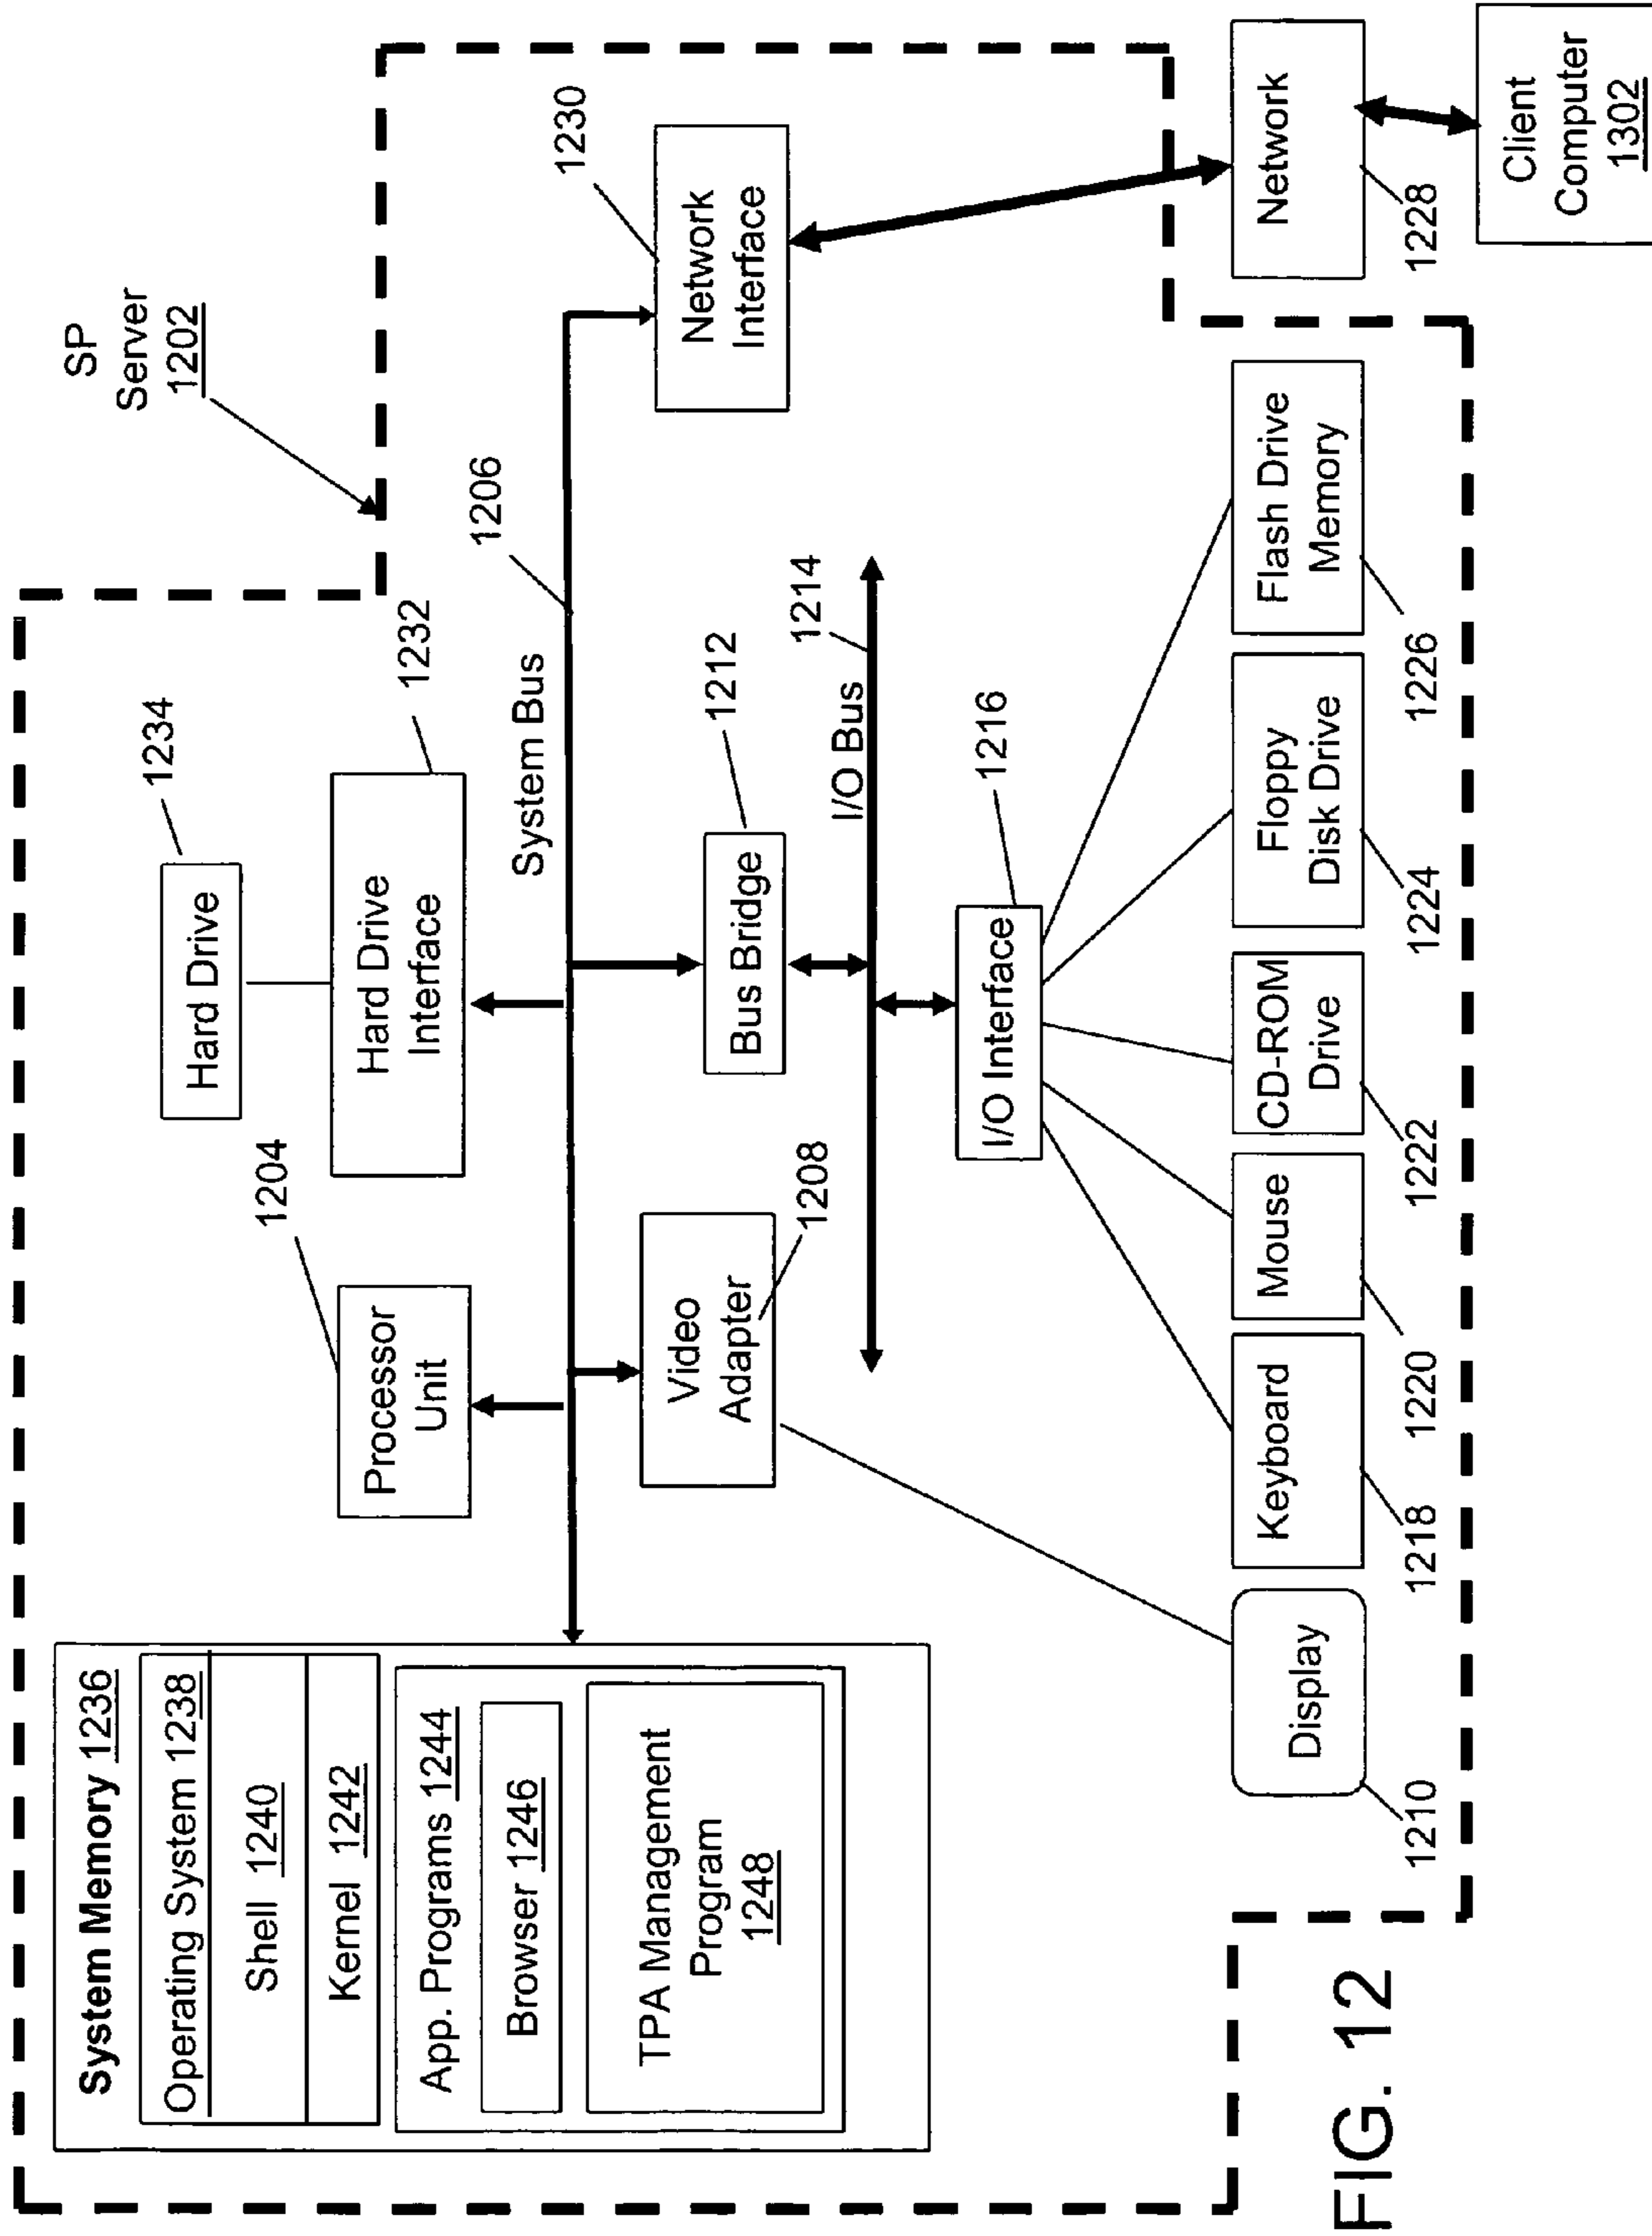 SP
Server
1202
System Memory 1236
Operating System 1238
Shell 1240
Kernel 1242
App. Programs 1244
Browser 1246
TPA Management
Program
1248
1204
Processor
Unit
1234
Hard Drive
1232
Hard Drive
Interface
System Bus
1206
1230
Network
Interface
Video
Adapter
1208
1212
Bus Bridge
I/O Bus
1214
1216
I/O Interface
Display
1210
Keyboard
1218
Mouse
1220
CD-ROM
Drive
1222
Floppy
Disk Drive
1224
Flash Drive
Memory
1226
Network
1228
Client
Computer
1302
FIG. 12